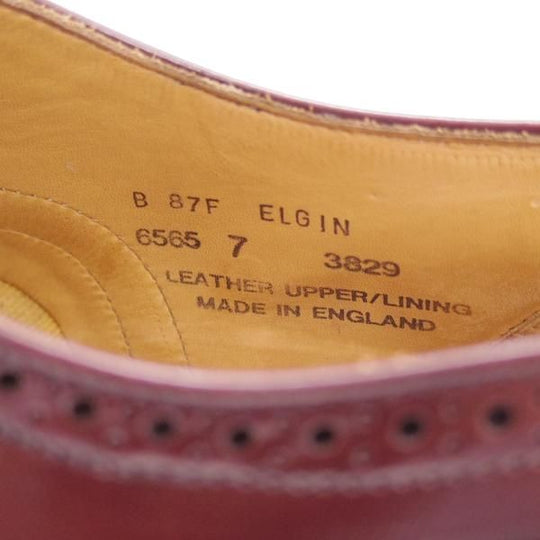 B 87F ELGIN
6565 7 3829
LEATHER UPPER/LINING
MADE IN ENGLAND